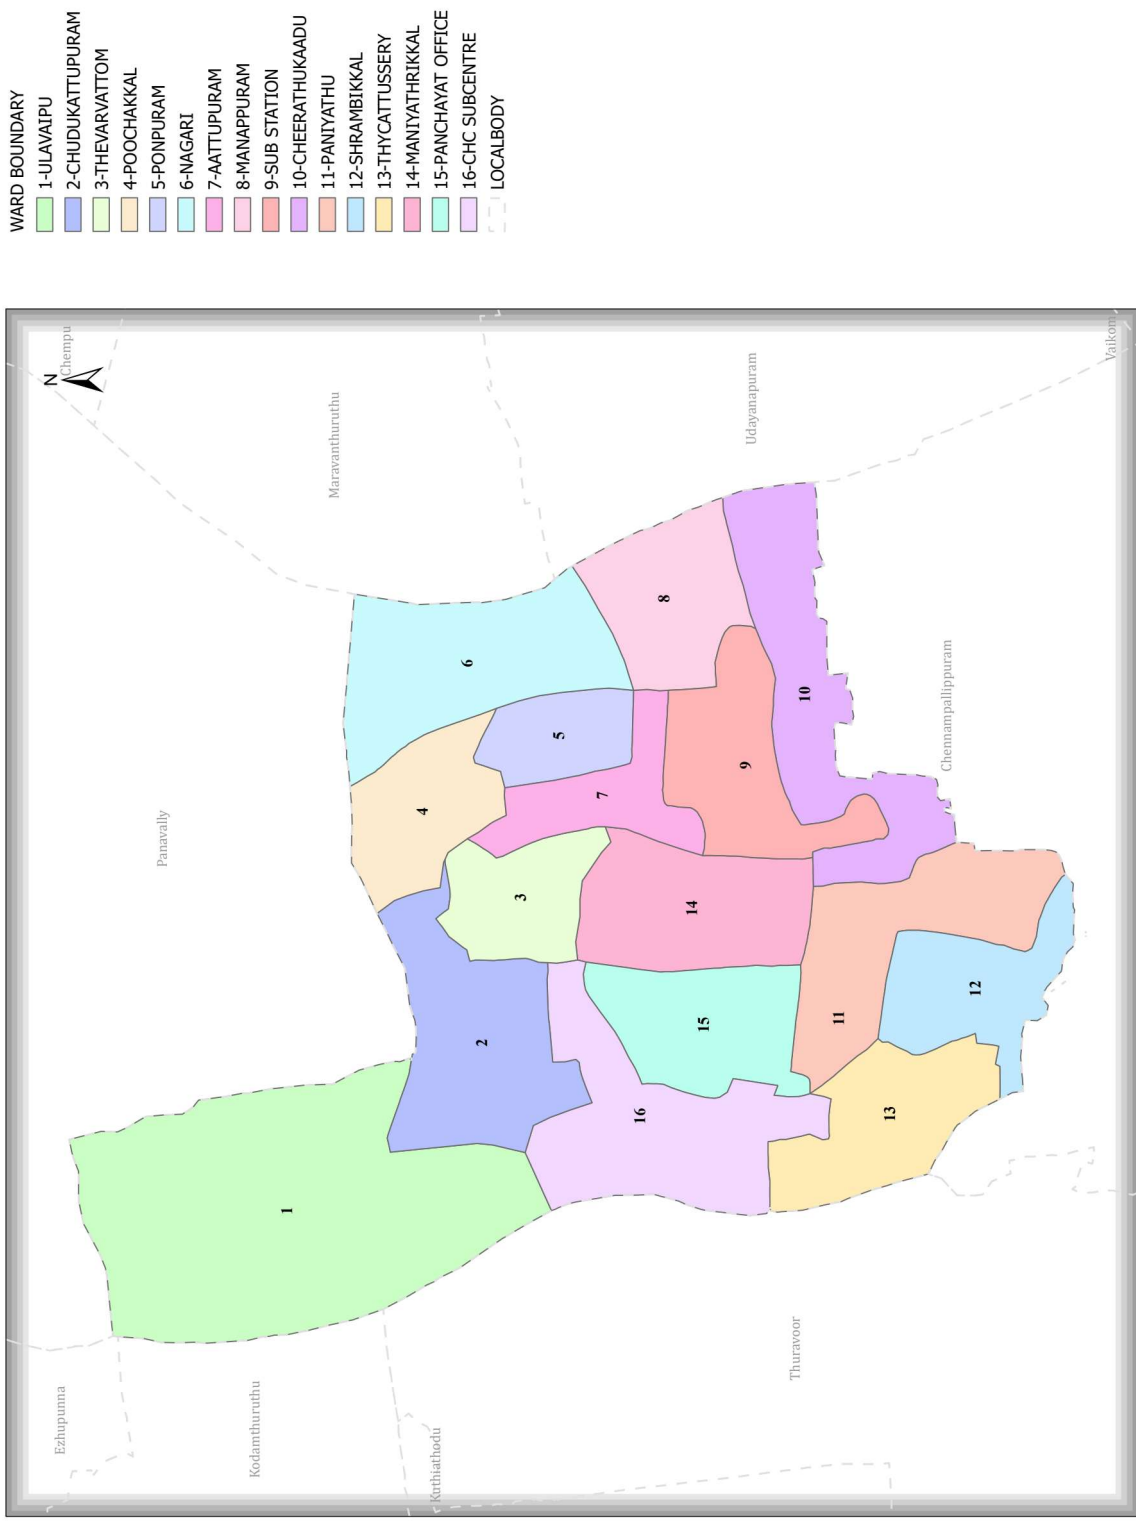 WARD BOUNDARY
1-ULAVAIPU
2-CHUDUKATTUPURAM
3-THEVARVATTOM
4-POOCHAKKAL
5-PONPURAM
6-NAGARI
7-AATTUPURAM
8-MANAPPURAM
9-SUB STATION
10-CHEERATHUKAADU
11-PANIYATHU
12-SHRAMBIKKAL
13-THYCATTUSSERY
14-MANIYATHRIKKAL
15-PANCHAYAT OFFICE
16-CHC SUBCENTRE
LOCALBODY
N
Chempu
Maravanthuruthu
Udayanapuram
Vaikom
Panavally
Chennampallippuram
Ezhupunna
Kodamthuruthu
Kuthiathodu
Thuravoor
1
2
3
4
5
6
7
8
9
10
11
12
13
14
15
16